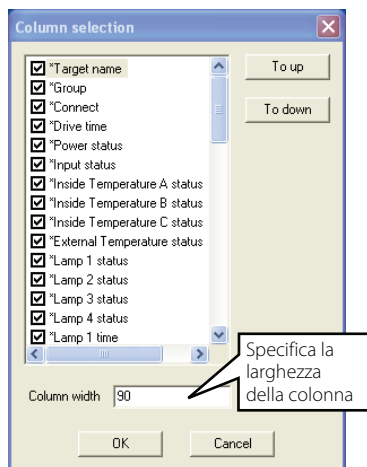 Column selection
*Target name
*Group
*Connect
*Drive time
*Power status
*Input status
*Inside Temperature A status
*Inside Temperature B status
*Inside Temperature C status
*External Temperature status
*Lamp 1 status
*Lamp 2 status
*Lamp 3 status
*Lamp 4 status
*Lamp 1 time
To up
To down
Column width 90
Specifica la
larghezza
della colonna
OK
Cancel